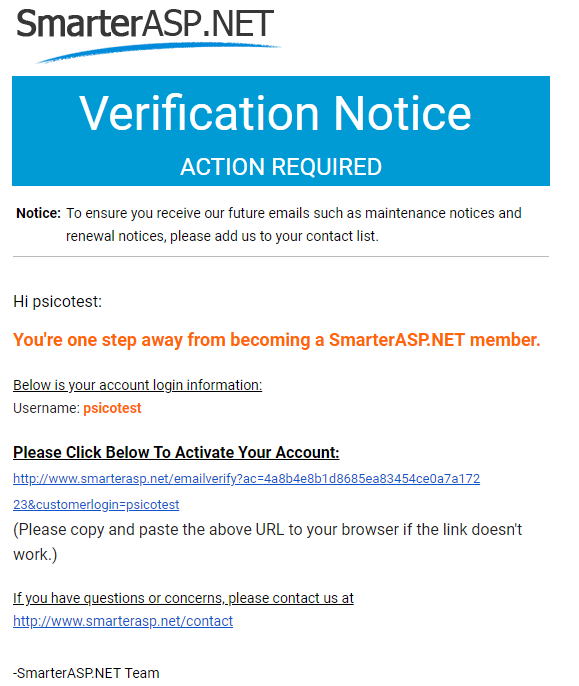 SmarterASP.NET
Verification Notice
ACTION REQUIRED
Notice: To ensure you receive our future emails such as maintenance notices and
renewal notices, please add us to your contact list.
Hi psicotest:
You're one step away from becoming a SmarterASP.NET member.
Below is your account login information:
Username: psicotest
Please Click Below To Activate Your Account:
http://www.smarterasp.net/emailverify?ac=4a8b4e8b1d8685ea83454ce0a7a172
23&customerlogin=psicotest
(Please copy and paste the above URL to your browser if the link doesn't
work.)
If you have questions or concerns, please contact us at
http://www.smarterasp.net/contact
-SmarterASP.NET Team